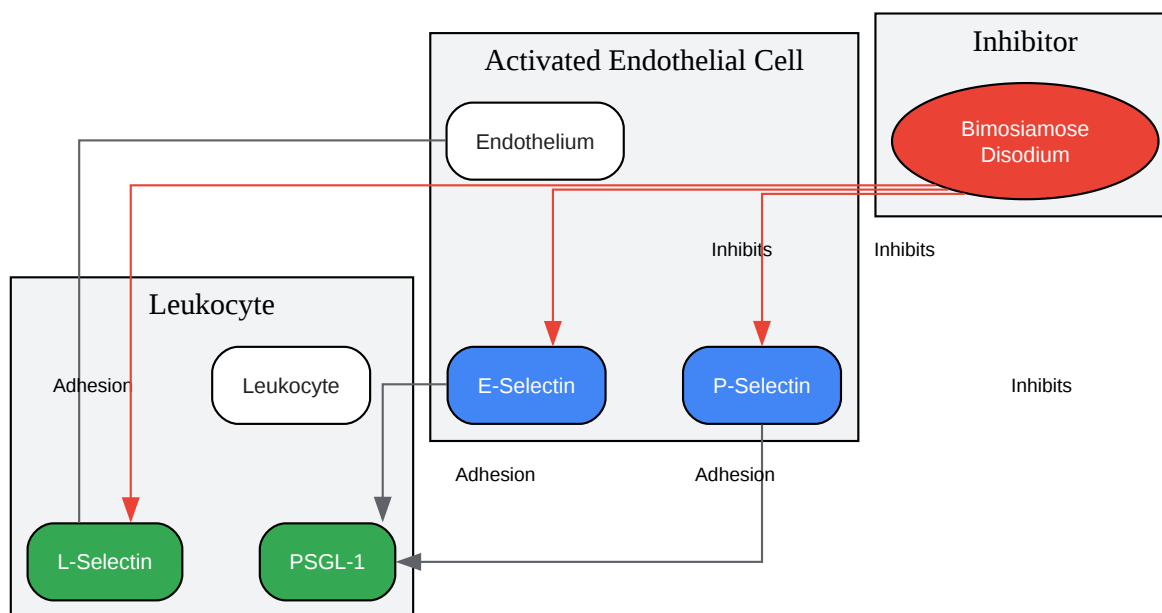 Inhibitor
Activated Endothelial Cell
Bimosiamose
Disodium
Endothelium
Inhibits
Inhibits
Leukocyte
Adhesion
Leukocyte
E-Selectin
P-Selectin
Inhibits
Adhesion
Adhesion
L-Selectin
PSGL-1